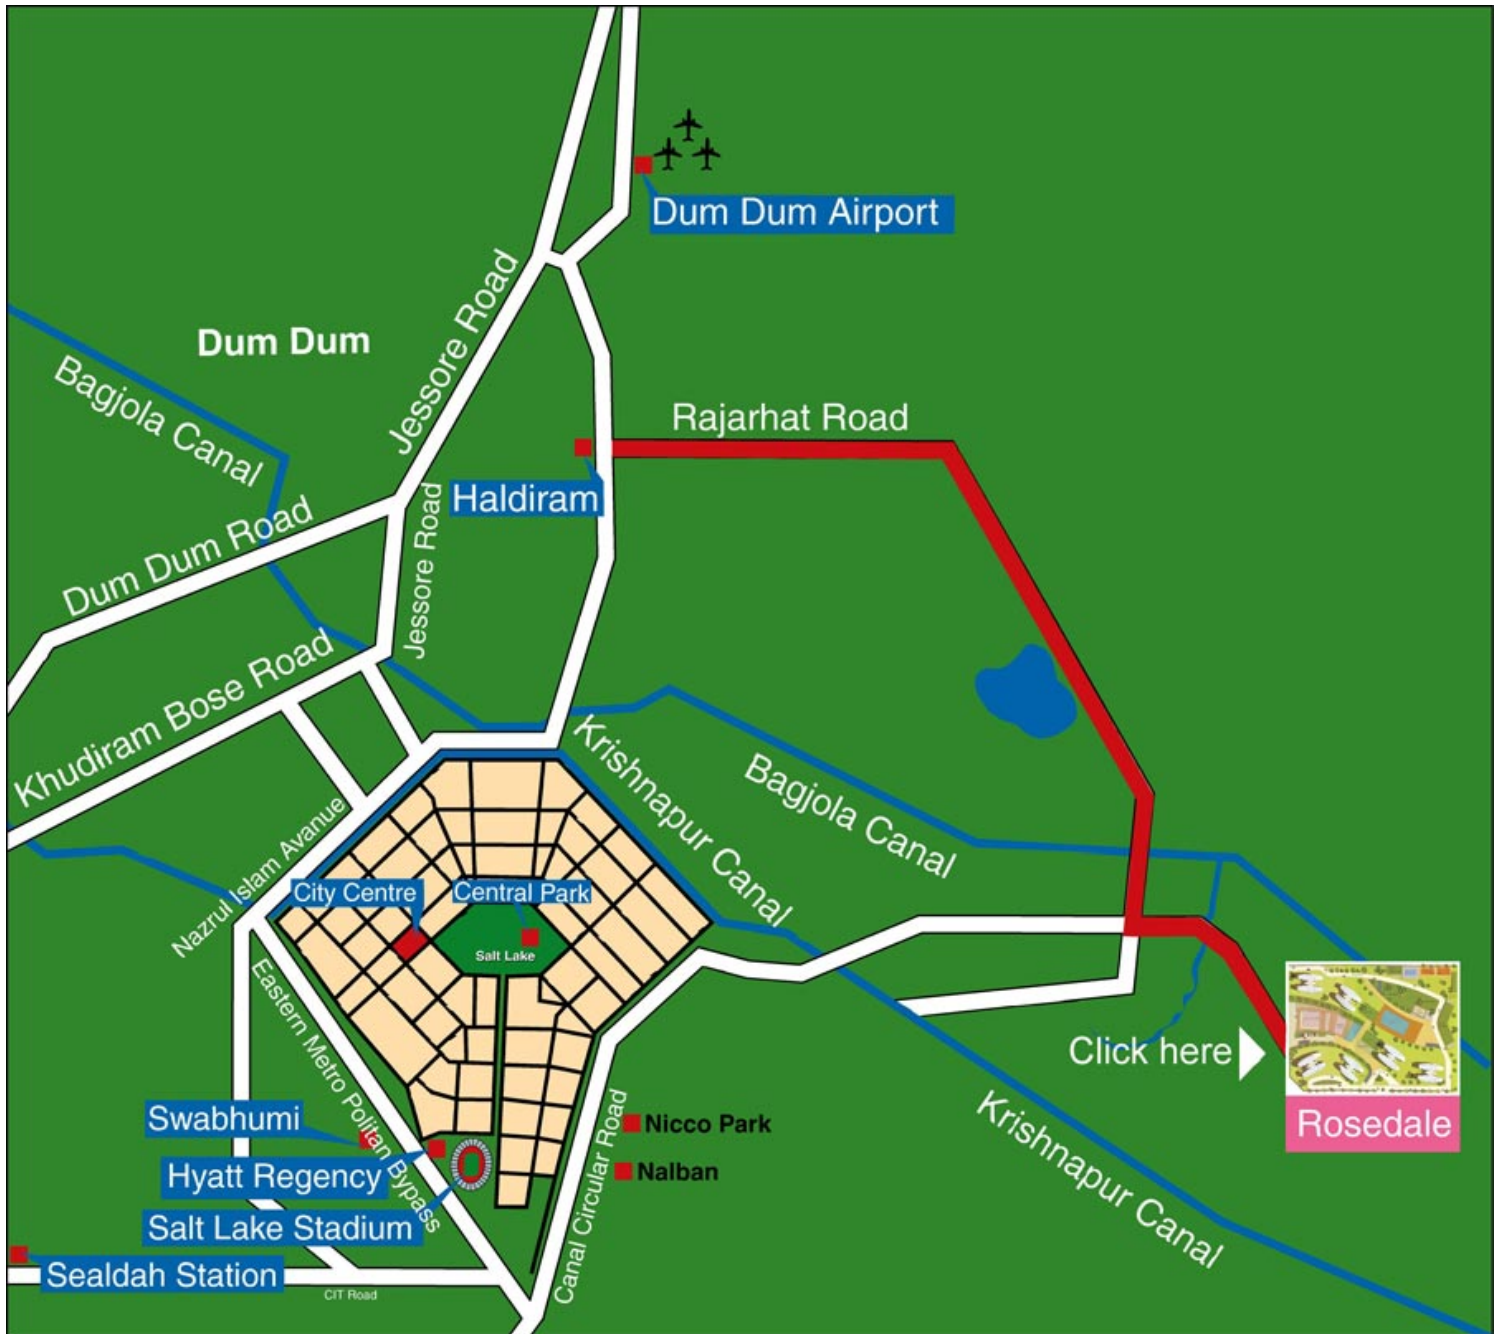 Dum Dum Airport
Jessore Road
Dum Dum
Bagjola Canal
Rajarhat Road
Haldiram
Dum Dum Road
Jessore Road
Khudiram Bose Road
Krishnapur Canal
Bagjola Canal
Nazrul Islam Avanue
City Centre
Central Park
Salt Lake
Eastern Metro Politan Bypass
Click here
Rosedale
Swabhumi
Nicco Park
Hyatt Regency
Nalban
Salt Lake Stadium
Canal Circular Road
Krishnapur Canal
Sealdah Station
CIT Road